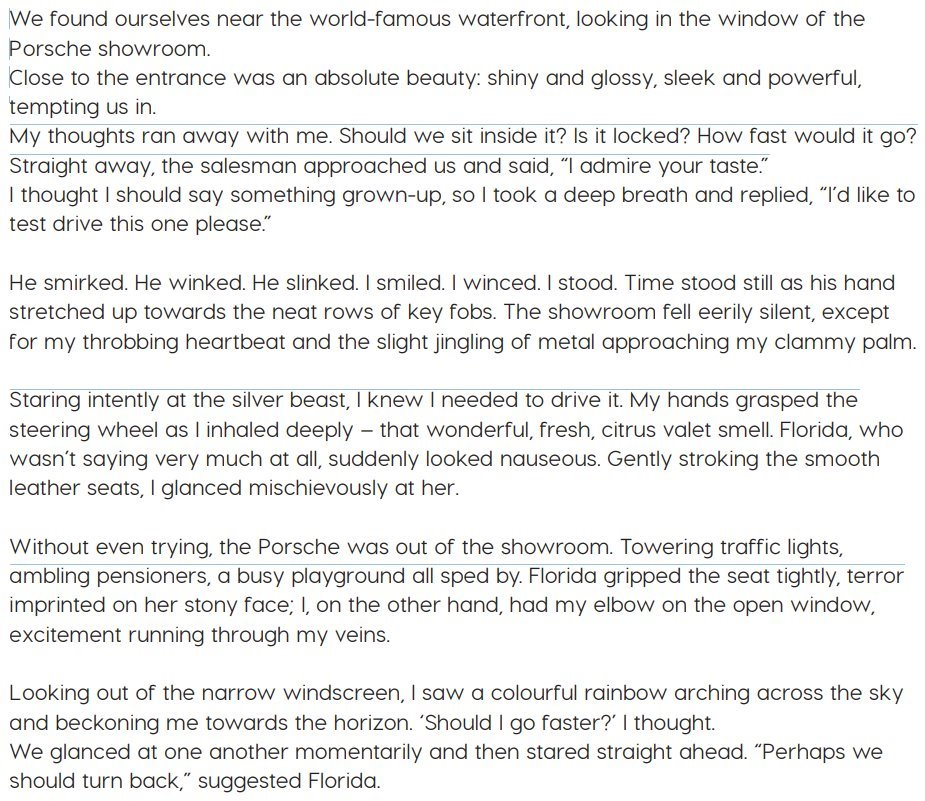 We found ourselves near the world-famous waterfront, looking in the window of the
Porsche showroom.
Close to the entrance was an absolute beauty: shiny and glossy, sleek and powerful,
tempting us in.
My thoughts ran away with me. Should we sit inside it? Is it locked? How fast would it go?
Straight away, the salesman approached us and said, “I admire your taste.”
I thought I should say something grown-up, so I took a deep breath and replied, “I’d like to
test drive this one please.”
He smirked. He winked. He slinked. I smiled. I winced. I stood. Time stood still as his hand
stretched up towards the neat rows of key fobs. The showroom fell eerily silent, except
for my throbbing heartbeat and the slight jingling of metal approaching my clammy palm.
Staring intently at the silver beast, I knew I needed to drive it. My hands grasped the
steering wheel as I inhaled deeply – that wonderful, fresh, citrus valet smell. Florida, who
wasn’t saying very much at all, suddenly looked nauseous. Gently stroking the smooth
leather seats, I glanced mischievously at her.
Without even trying, the Porsche was out of the showroom. Towering traffic lights,
ambling pensioners, a busy playground all sped by. Florida gripped the seat tightly, terror
imprinted on her stony face; I, on the other hand, had my elbow on the open window,
excitement running through my veins.
Looking out of the narrow windscreen, I saw a colourful rainbow arching across the sky
and beckoning me towards the horizon. ‘Should I go faster?’ I thought.
We glanced at one another momentarily and then stared straight ahead. “Perhaps we
should turn back,” suggested Florida.